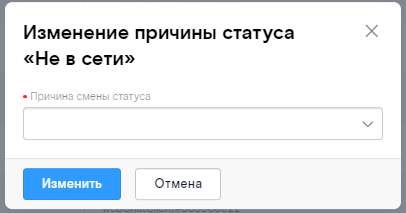 Изменение причины статуса
«Не в сети»
Причина смены статуса
Изменить
Отмена